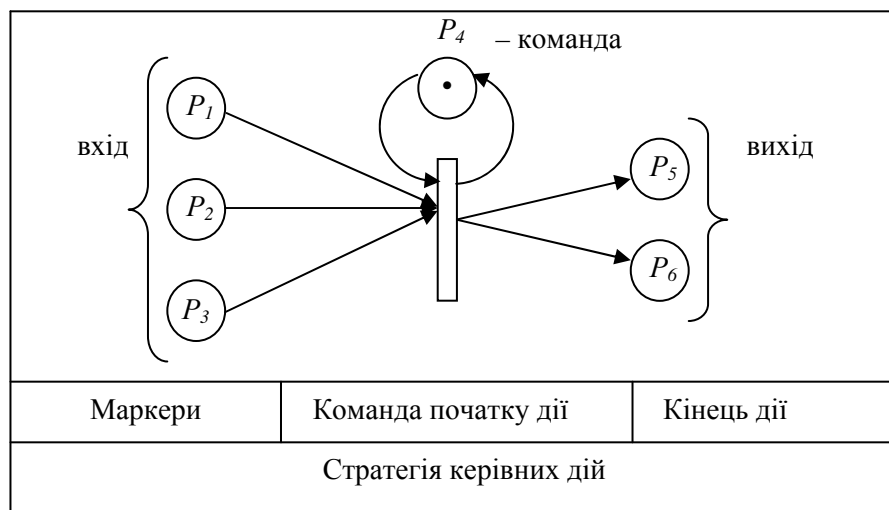 P4 – команда
P1
вхід
P2
P3
P5
вихід
P6
Маркери Команда початку дії Кінець дії
Стратегія керівних дій